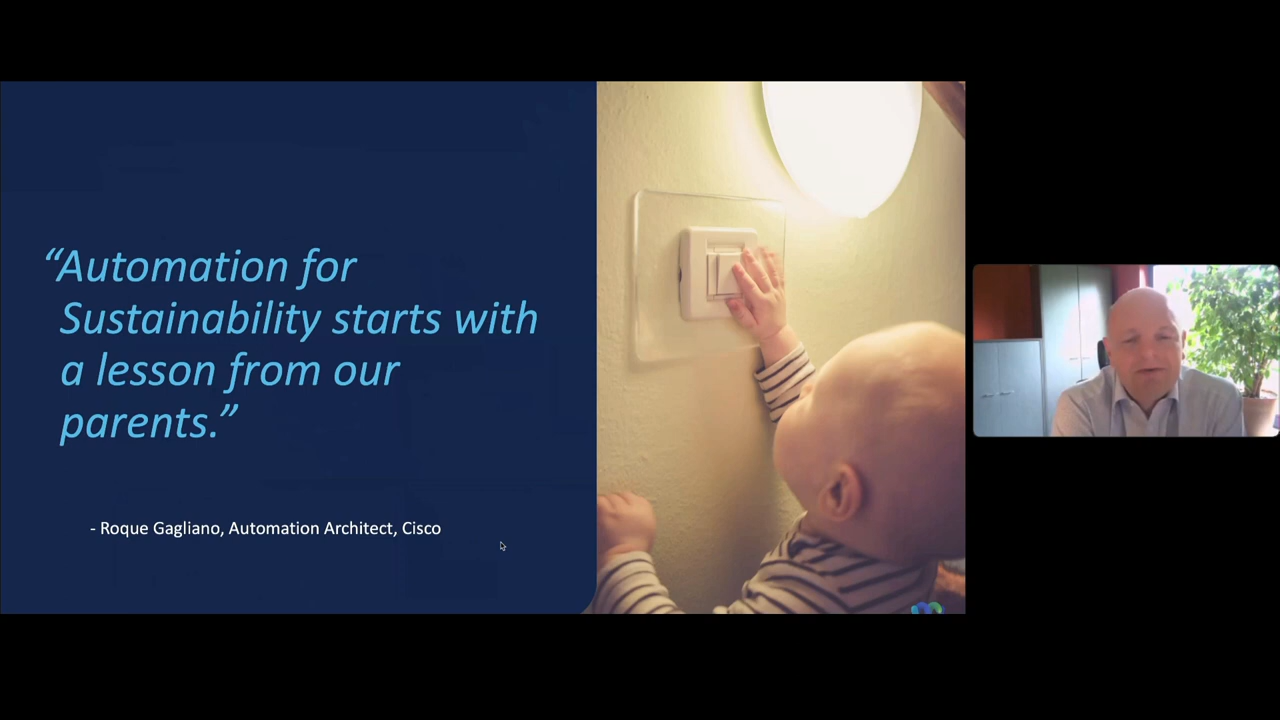 “Automation for
Sustainability starts with
a lesson from our
parents.”
- Roque Gagliano, Automation Architect, Cisco